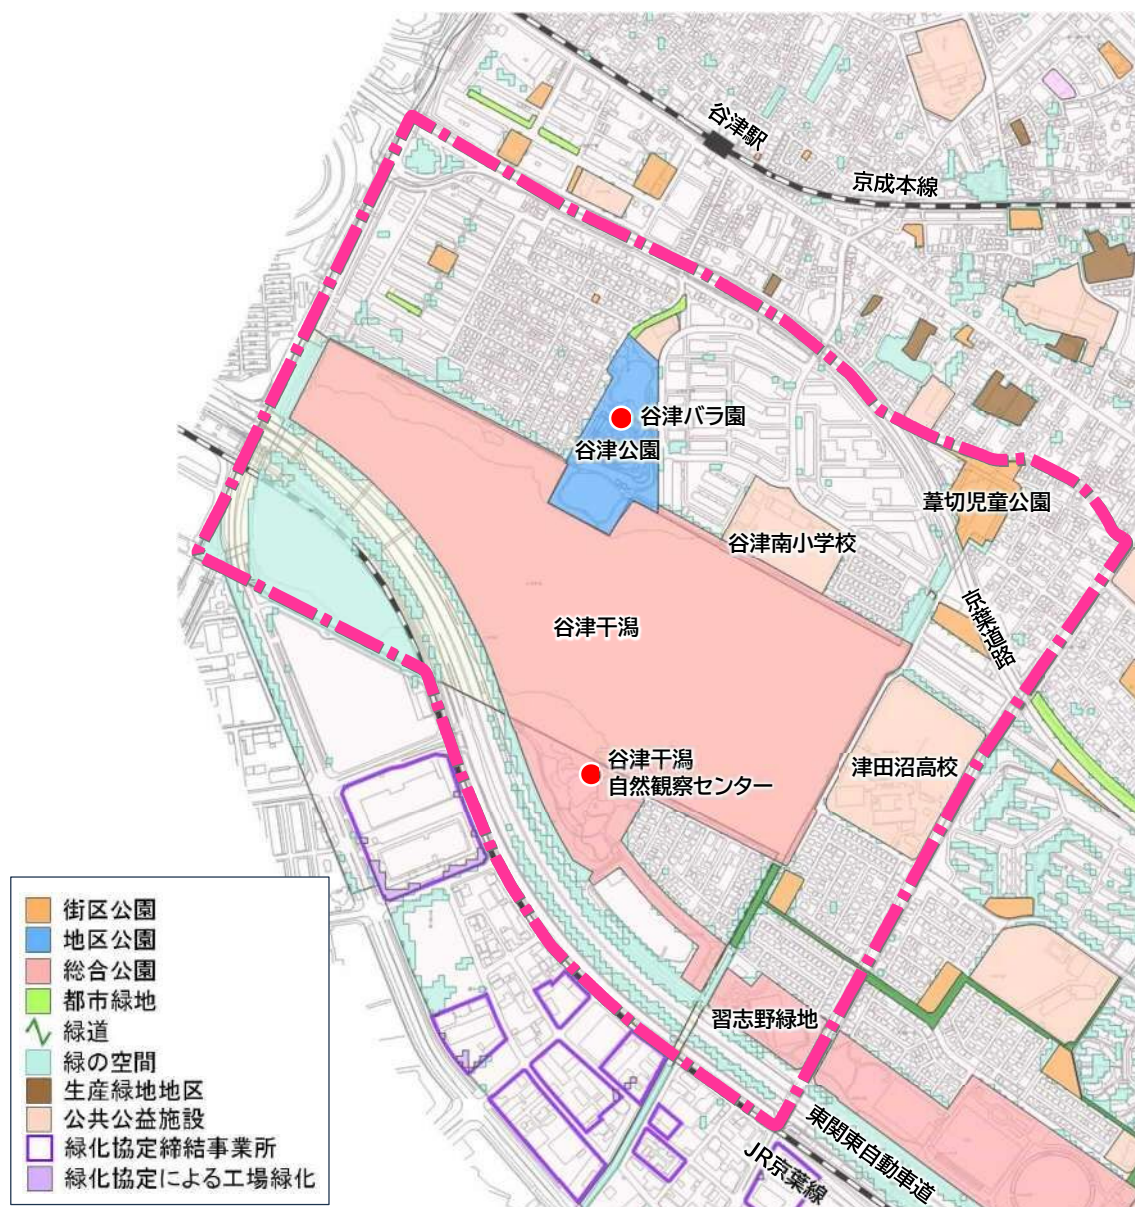 谷津駅
京成本線
谷津バラ園
谷津公園
葦切児童公園
谷津南小学校
京葉道路
谷津干潟
津田沼高校
谷津干潟
自然観察センター
習志野緑地
東関東自動車道
JR京葉線
街区公園
地区公園
総合公園
都市緑地
緑道
緑の空間
生産緑地地区
公共公益施設
緑化協定締結事業所
緑化協定による工場緑化